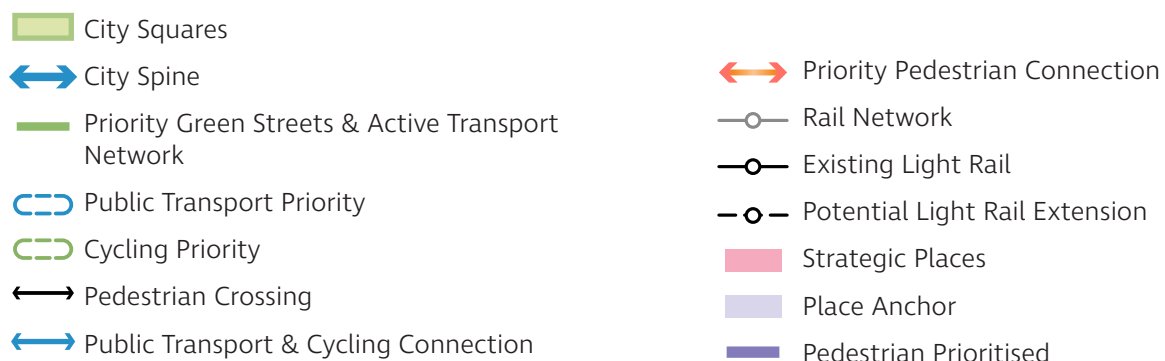 City Squares
City Spine
Priority Green Streets & Active Transport
Network
Public Transport Priority
Cycling Priority
Pedestrian Crossing
Public Transport & Cycling Connection
Priority Pedestrian Connection
Rail Network
Existing Light Rail
Potential Light Rail Extension
Strategic Places
Place Anchor
Pedestrian Prioritised